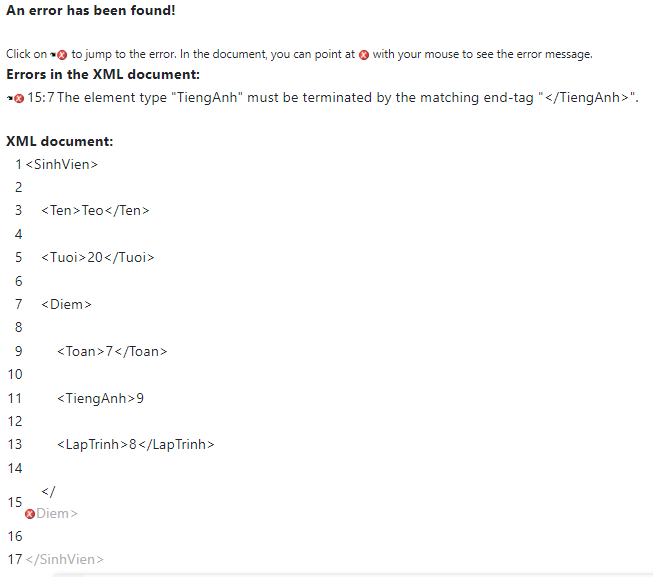 An error has been found!
Click on to jump to the error. In the document, you can point at with your mouse to see the error message.
Errors in the XML document:
15:7 The element type "TiengAnh" must be terminated by the matching end-tag "</TiengAnh>".
XML document:
1 <SinhVien>
2
3 <Ten>Teo</Ten>
4
5 <Tuoi>20</Tuoi>
6
7 <Diem>
8
9 <Toan>7</Toan>
10
11 <TiengAnh>9
12
13 <LapTrinh>8</LapTrinh>
14
15 </
Diem>
16
17 </SinhVien>